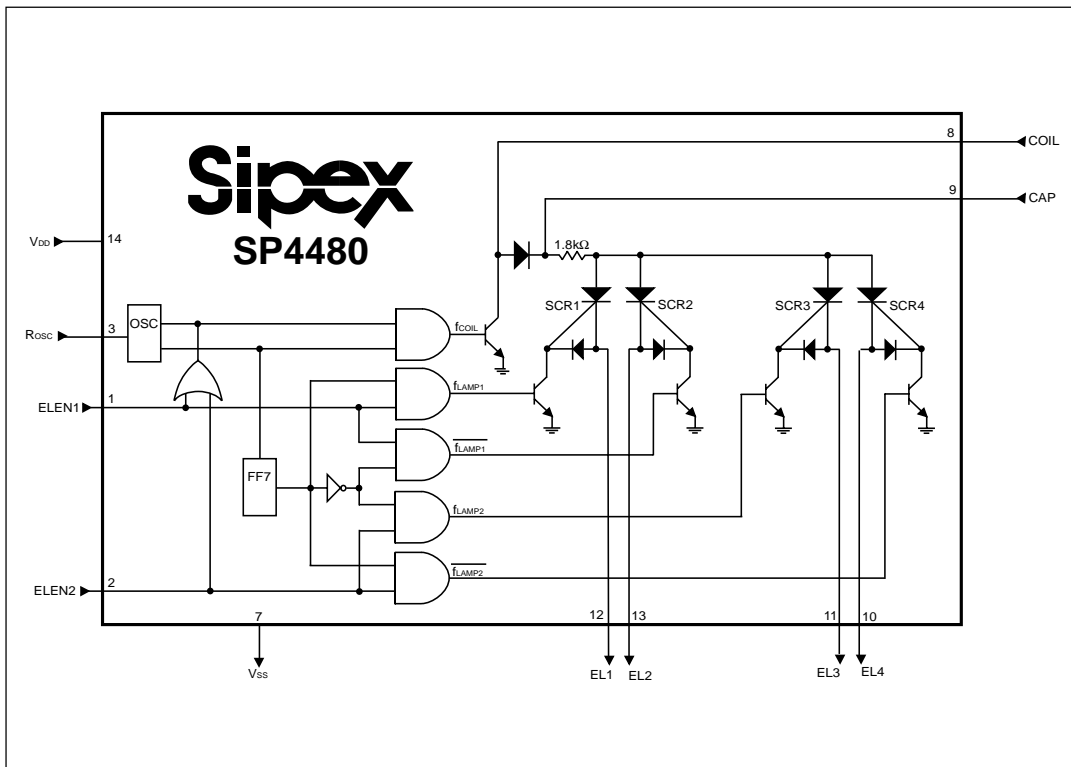 8
COIL
9
CAP
Sipex
SP4480
VDD
14
1.8kΩ
SCR1
SCR2
SCR3
SCR4
ROSC
3
OSC
fCOIL
ELEN1
1
fLAMP1
fLAMP1
FF7
fLAMP2
fLAMP2
ELEN2
2
7
12
13
11
10
VSS
EL1
EL2
EL3
EL4